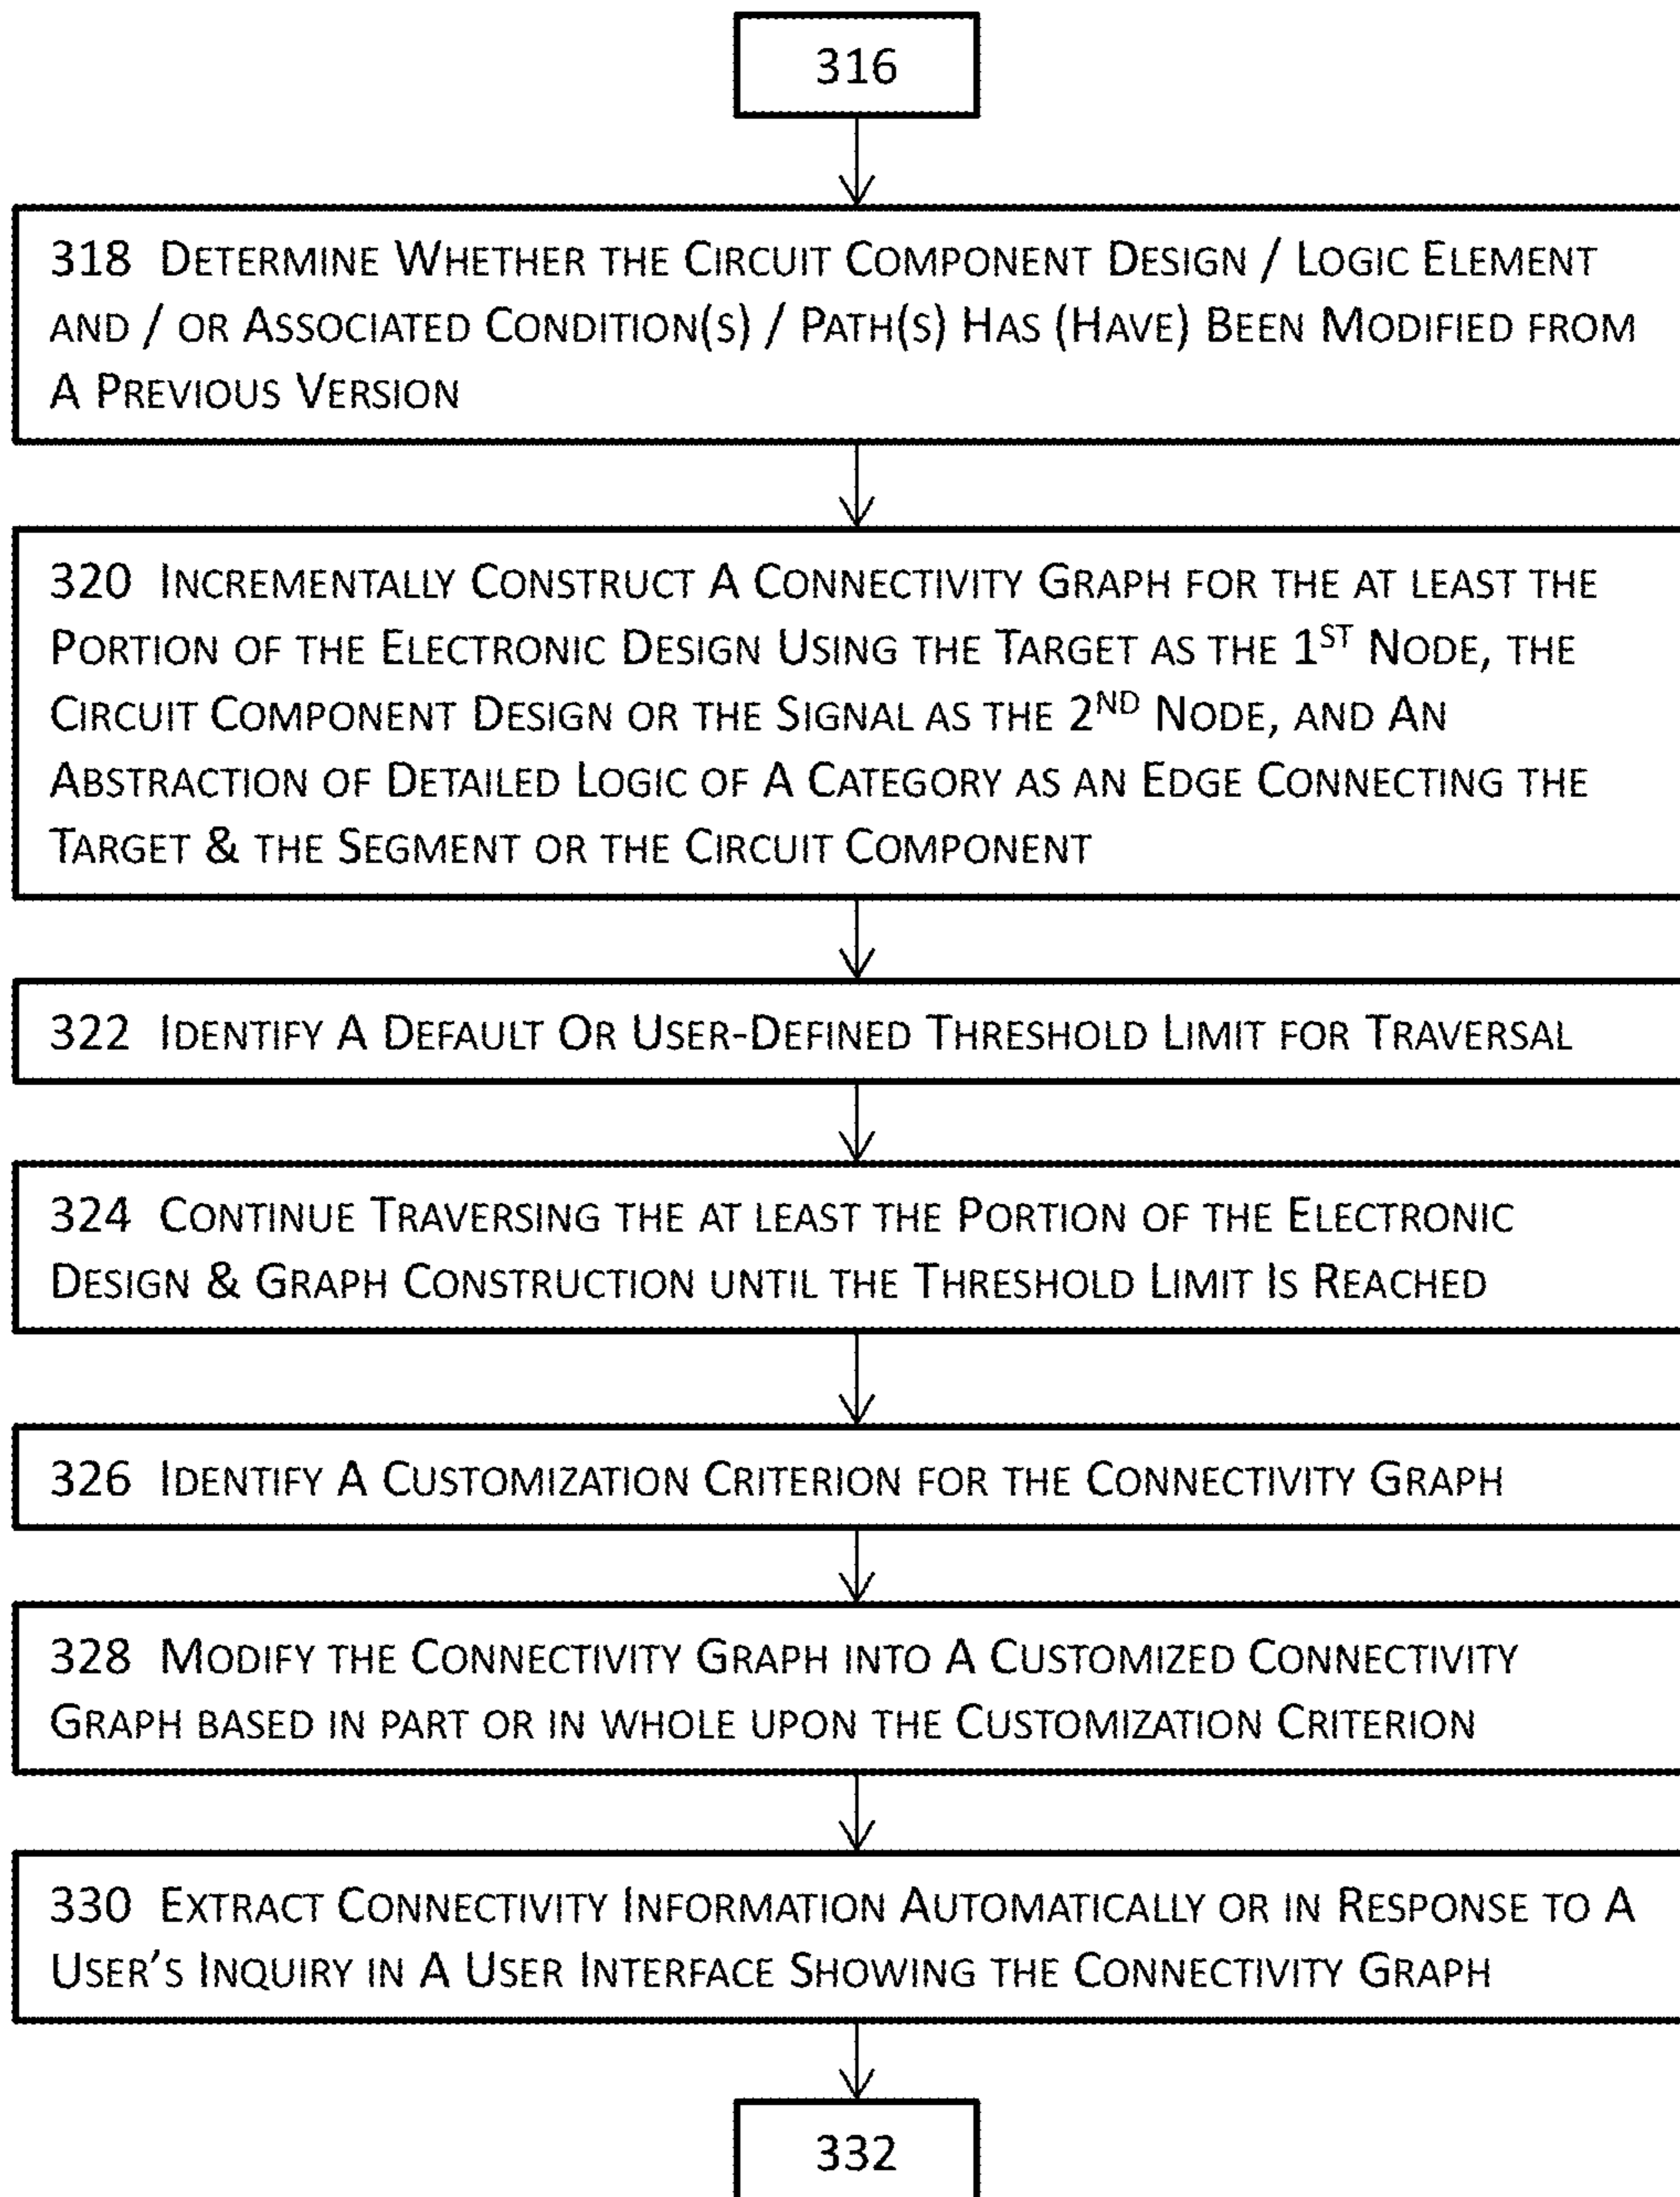 316
318 Determine Whether the Circuit Component Design / Logic Element
and / or Associated Condition(s) / Path(s) Has (Have) Been Modified from
A Previous Version
320 Incrementally Construct A Connectivity Graph for the at least the
Portion of the Electronic Design Using the Target as the 1st Node, the
Circuit Component Design or the Signal as the 2nd Node, and An
Abstraction of Detailed Logic of A Category as an Edge Connecting the
Target & the Segment or the Circuit Component
322 Identify A Default Or User-Defined Threshold Limit for Traversal
324 Continue Traversing the at least the Portion of the Electronic
Design & Graph Construction until the Threshold Limit Is Reached
326 Identify A Customization Criterion for the Connectivity Graph
328 Modify the Connectivity Graph into A Customized Connectivity
Graph based in part or in whole upon the Customization Criterion
330 Extract Connectivity Information Automatically or in Response to A
User's Inquiry in A User Interface Showing the Connectivity Graph
332